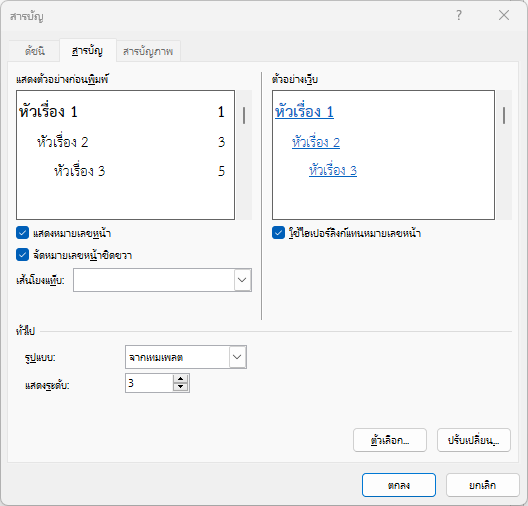 สารบัญ
ดัชนี สารบัญ สารบัญภาพ
แสดงตัวอย่างก่อนพิมพ์
หัวเรื่อง 1 1
หัวเรื่อง 2 3
หัวเรื่อง 3 5
ตัวอย่างเว็บ
หัวเรื่อง 1
หัวเรื่อง 2
หัวเรื่อง 3
แสดงหมายเลขหน้า
จัดหมายเลขหน้าชิดขวา
เส้นโยงแท็บ:
ใช้ไฮเปอร์ลิงก์แทนหมายเลขหน้า
ทั่วไป
รูปแบบ: จากเทมเพลต
แสดงระดับ: 3
ตัวเลือก... ปรับเปลี่ยน...
ตกลง ยกเลิก